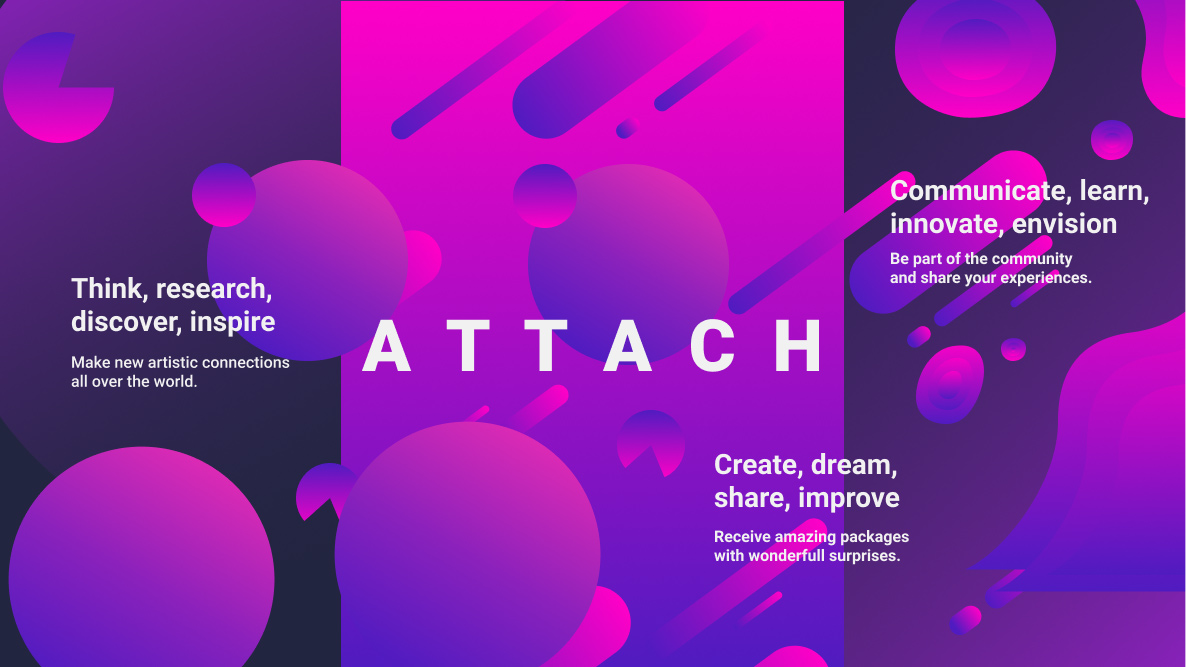 Think, research,
discover, inspire
Make new artistic connections
all over the world.
ATTACH
Communicate, learn,
innovate, envision
Be part of the community
and share your experiences.
Create, dream,
share, improve
Receive amazing packages
with wonderfull surprises.